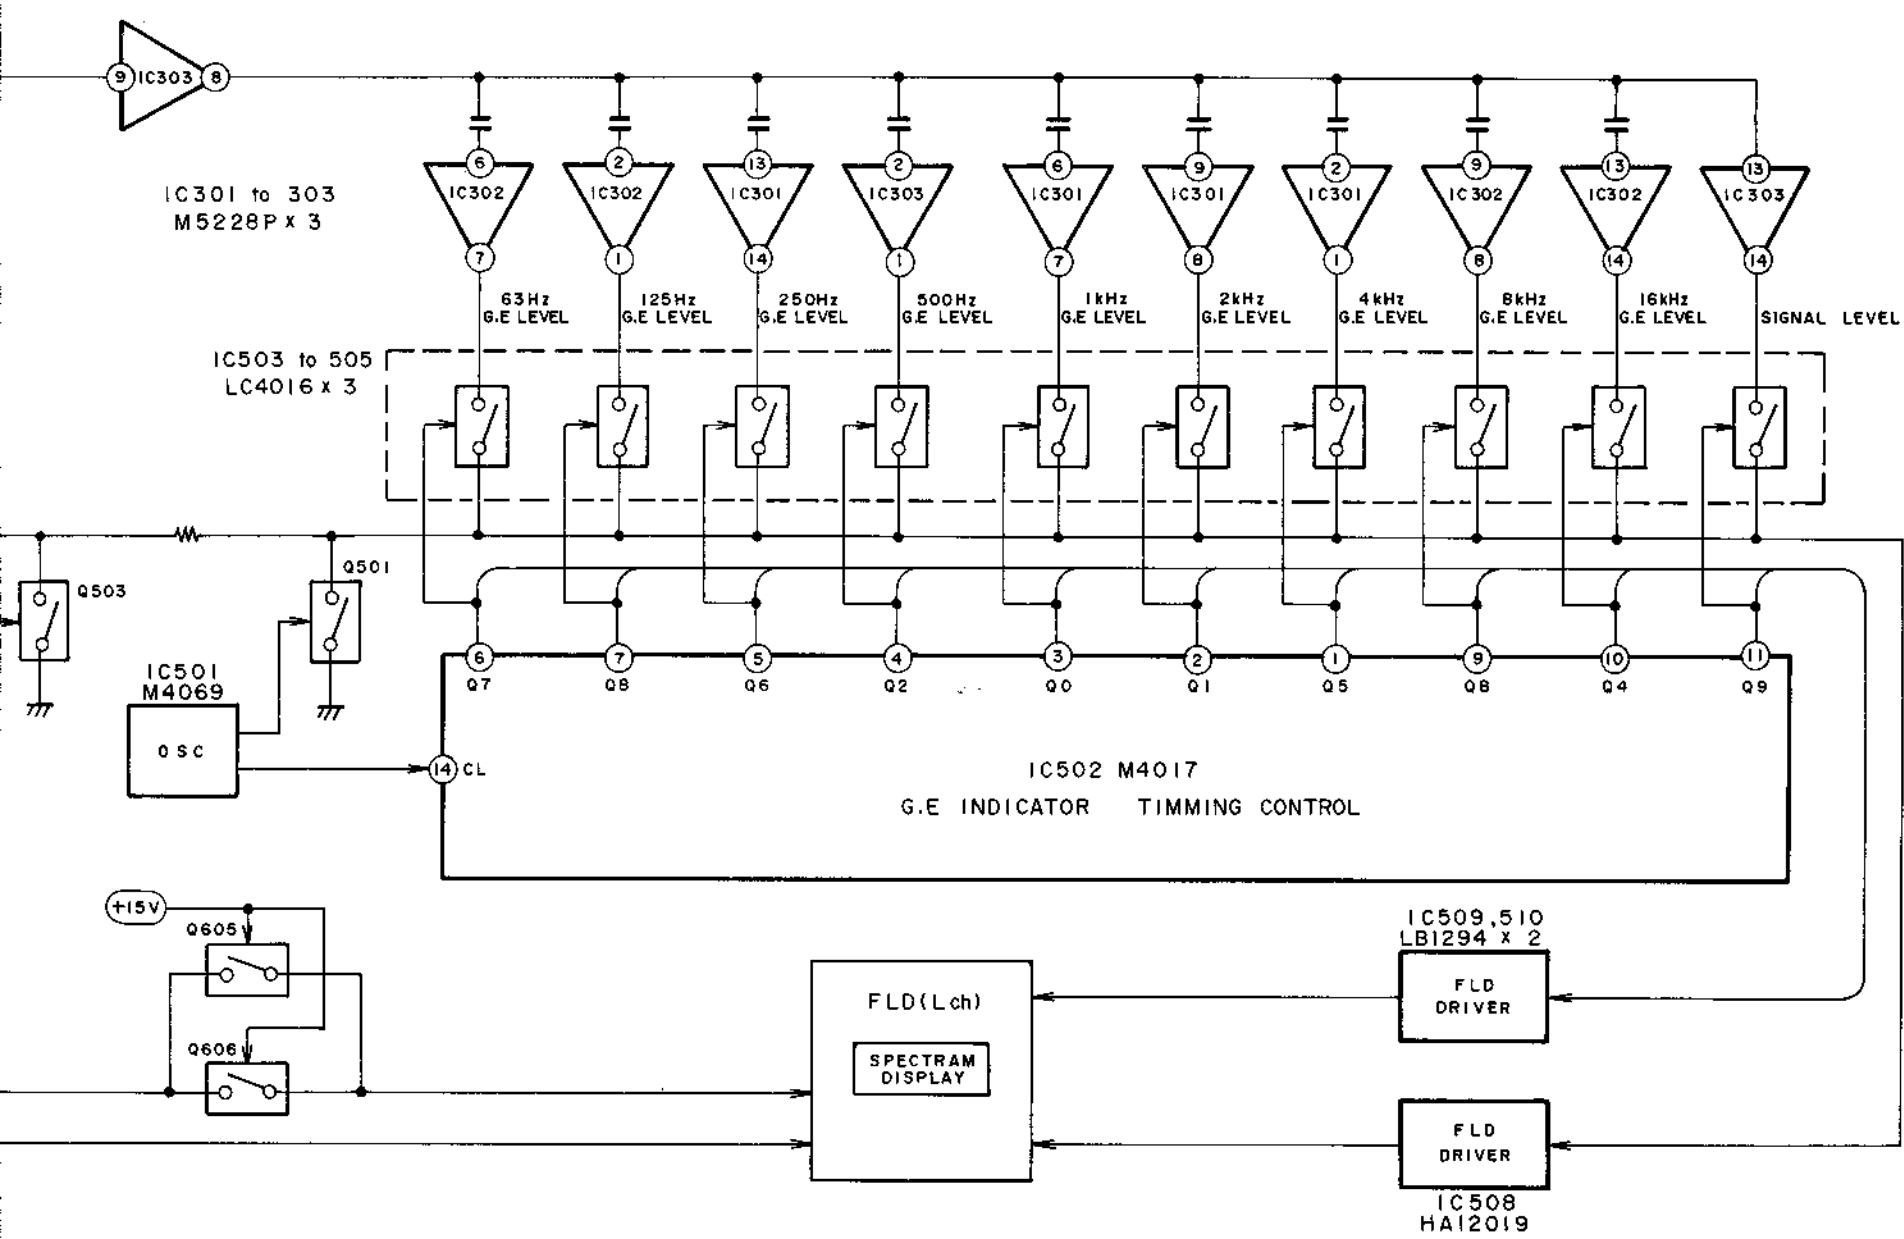 9 IC303 8
6 2 13 2 6 9 2 9 13 13
IC302 IC302 IC301 IC303 IC301 IC301 IC301 IC302 IC302 IC303
IC301 to 303
M5228P x 3
7 1 14 1 7 8 1 8 14 14
63Hz 125Hz 250Hz 500Hz 1kHz 2kHz 4kHz 8kHz 16kHz
G.E LEVEL G.E LEVEL G.E LEVEL G.E LEVEL G.E LEVEL G.E LEVEL G.E LEVEL G.E LEVEL G.E LEVEL SIGNAL LEVEL
IC503 to 505
LC4016 x 3
Q503
Q501
6 7 5 4 3 2 1 9 10 11
Q7 Q8 Q6 Q2 Q0 Q1 Q5 Q8 Q4 Q9
IC501
M4069
OSC
14 CL
IC502 M4017
G.E INDICATOR TIMMING CONTROL
+15V
Q605
Q606
FLD(Lch)
SPECTRAM
DISPLAY
IC509,510
LB1294 x 2
FLD
DRIVER
FLD
DRIVER
IC508
HA12019